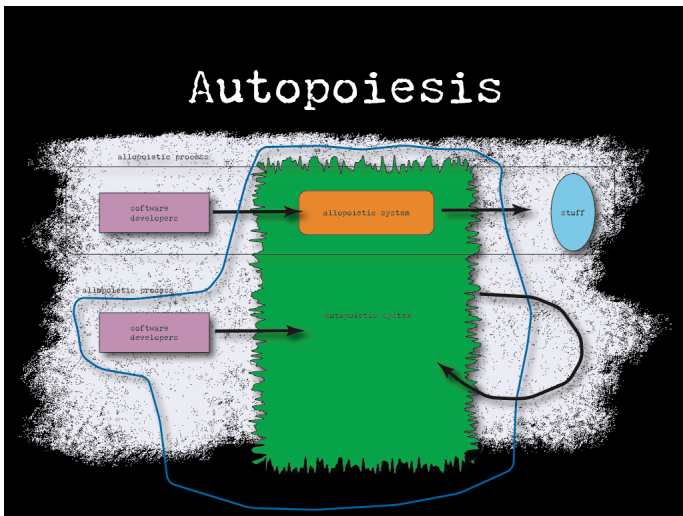 Autopoiesis
allopoietic process
software
developers
allopoietic system
stuff
allopoietic process
software
developers
autopoietic system